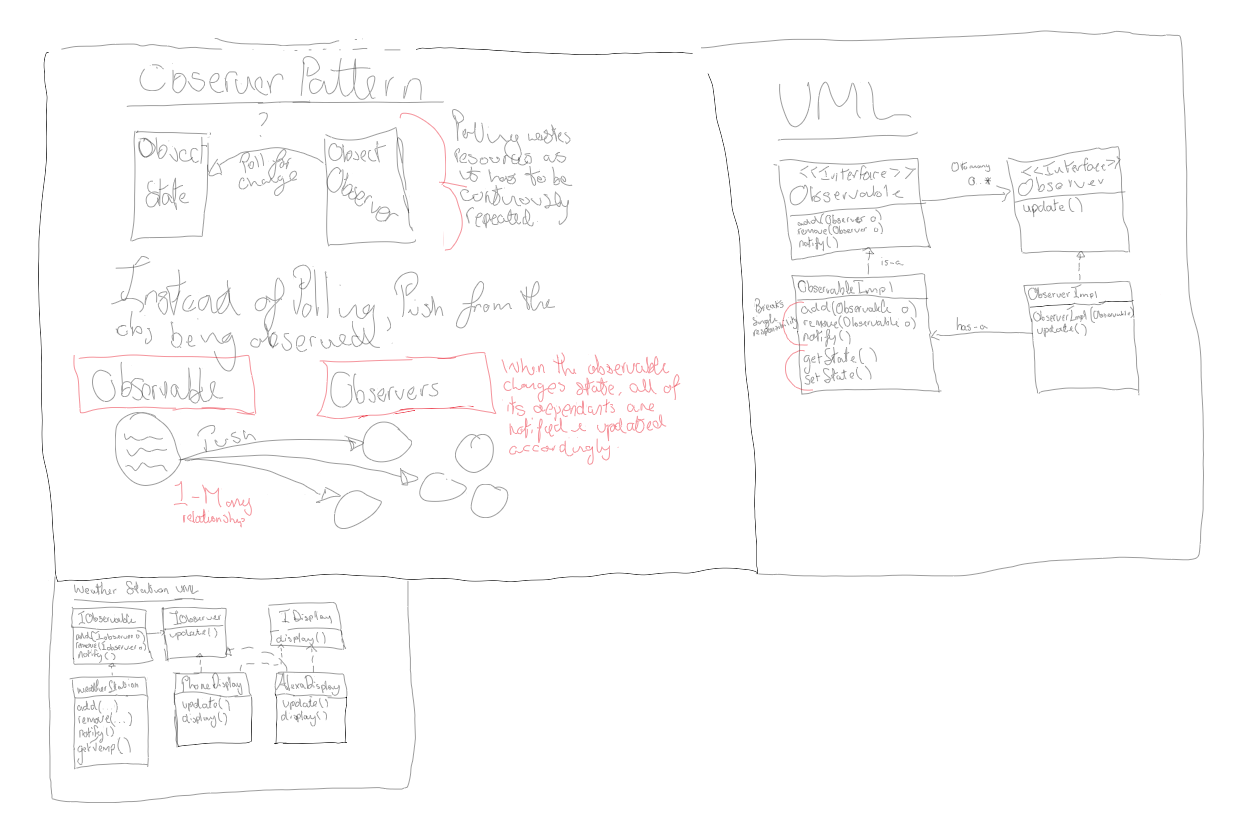 Observer Pattern
?
Object
State
Poll for
change
Object
Observer
Polling wastes
resources as
it has to be
continuously
repeated.
Instead of Polling, Push from the
obj being observed.
Observable
Observers
When the observable
changes state, all of
its dependants are
notified & updated
accordingly.
Push
1-Many
relationship
UML
<<Interface>>
Observable
add(Observer o)
remove(Observer o)
notify()
0..*
<<Interface>>
Observer
update()
is-a
ObservableImpl
add(Observable o)
remove(Observable o)
notify()
getState()
setState()
Breaks
single
responsibility
has-a
ObserverImpl
ObserverImpl(Observable)
update()
Weather Station UML
IObservable
add(IObserver o)
remove(IObserver o)
notify()
IObserver
update()
IDisplay
display()
WeatherStation
add(...)
remove(...)
notify()
getTemp()
PhoneDisplay
update()
display()
AlexaDisplay
update()
display()